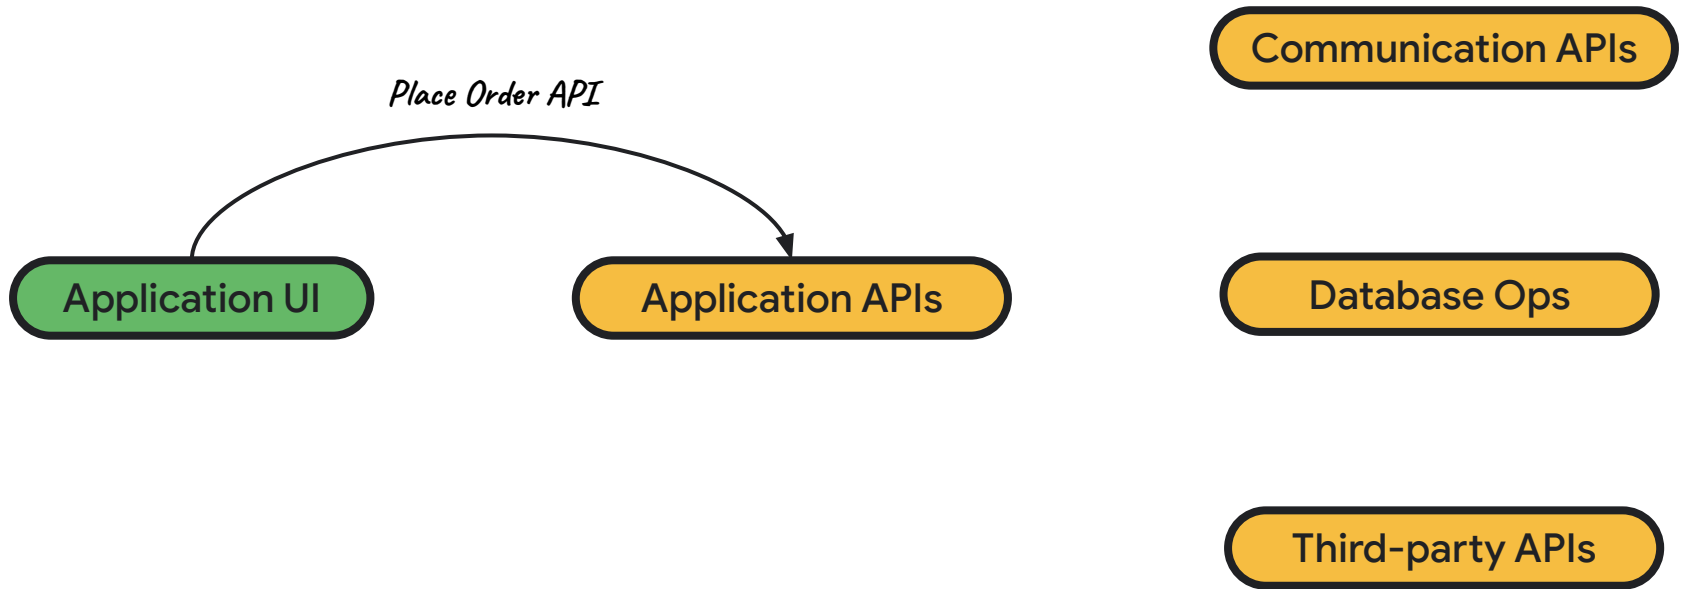 Communication APIs
Place Order API
Application UI
Application APIs
Database Ops
Third-party APIs